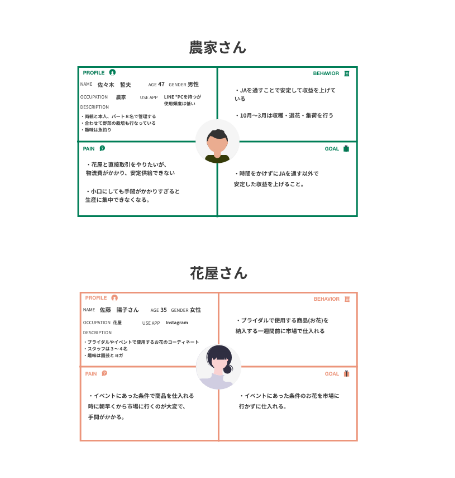 農家さん
PROFILE
NAME 佐々木 哲夫 AGE 47 GENDER 男性
OCCUPATION 農家 USE APP LINE *PCを持つが
使用頻度は低い
DESCRIPTION
・両親と本人、パート8名で管理する
・合わせて野菜の栽培も行なっている
・趣味は魚釣り
BEHAVIOR
・JAを通すことで安定して収益を上げて
いる
・10月〜3月は収穫・選花・集荷を行う
PAIN
・花屋と直接取引をやりたいが、
物流費がかかり、安定供給できない
・小口にしても手間がかかりすぎると
生産に集中できなくなる。
GOAL
・時間をかけずにJAを通す以外で
安定した収益を上げること。
花屋さん
PROFILE
NAME 佐藤 陽子さん AGE 35 GENDER 女性
OCCUPATION 花屋 USE APP Instagram
DESCRIPTION
・ブライダルやイベントで使用するお花のコーディネート
・スタッフは3〜4名
・趣味は園芸とヨガ
BEHAVIOR
・ブライダルで使用する商品(お花)を
納入する一週間前に市場で仕入れる
PAIN
・イベントにあった条件で商品を仕入れる
時に朝早くから市場に行くのが大変で、
手間がかかる。
GOAL
・イベントにあった条件のお花を市場に
行かずに仕入れる。